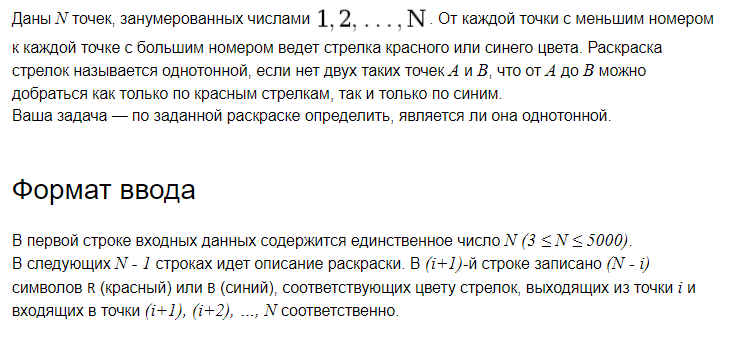 Даны N точек, занумерованных числами 1, 2, . . . , N. От каждой точки с меньшим номером
к каждой точке с большим номером ведет стрелка красного или синего цвета. Раскраска
стрелок называется однотонной, если нет двух таких точек A и B, что от A до B можно
добраться как только по красным стрелкам, так и только по синим.
Ваша задача — по заданной раскраске определить, является ли она однотонной.
Формат ввода
В первой строке входных данных содержится единственное число N (3 ≤ N ≤ 5000).
В следующих N - 1 строках идет описание раскраски. В (i+1)-й строке записано (N - i)
символов R (красный) или B (синий), соответствующих цвету стрелок, выходящих из точки i и
входящих в точки (i+1), (i+2), ..., N соответственно.